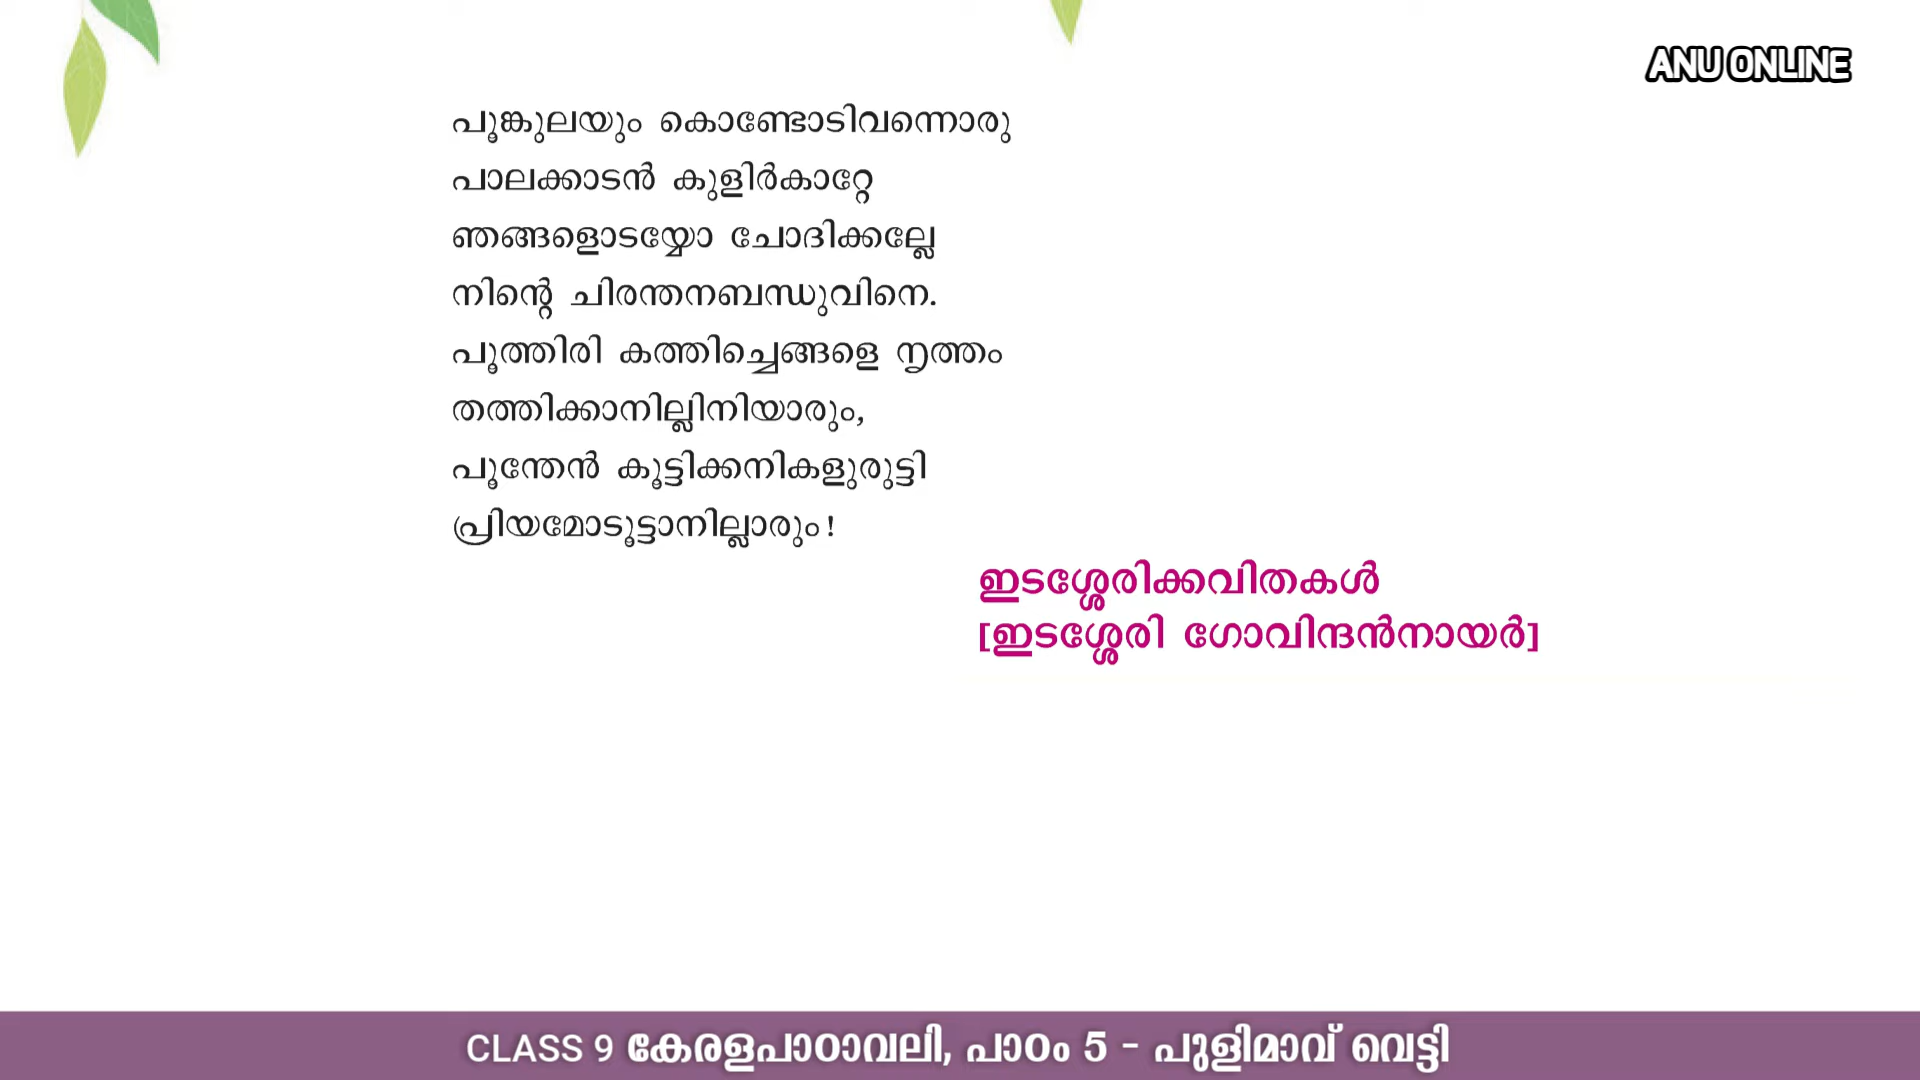 ANU ONLINE
പൂങ്കുലയും കൊണ്ടോടിവന്നൊരു
പാലക്കാടൻ കുളിർകാറ്റേ
ഞങ്ങളൊടയ്യോ ചോദിക്കല്ലേ
നിന്റെ ചിരന്തനബന്ധുവിനെ.
പൂത്തിരി കത്തിച്ചെങ്ങളെ നൃത്തം
തത്തിക്കാനില്ലിനിയാരും,
പൂന്തേൻ കൂട്ടിക്കനികളുരുട്ടി
പ്രിയമോടൂട്ടാനില്ലാരും!
ഇടശ്ശേരിക്കവിതകൾ
[ഇടശ്ശേരി ഗോവിന്ദൻനായർ]
CLASS 9 കേരളപാഠാവലി, പാഠം 5 - പുളിമാവ് വെട്ടി